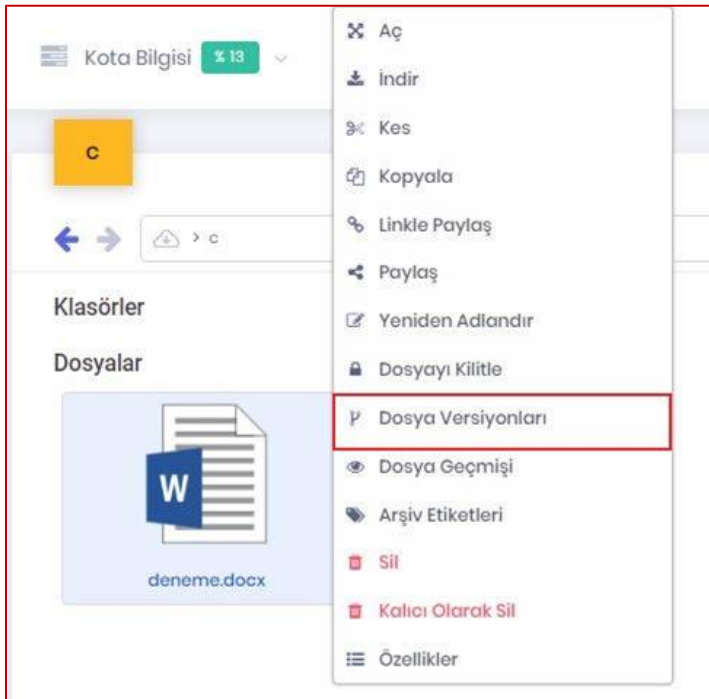 Kota Bilgisi % 13
c
> c
Klasörler
Dosyalar
W
deneme.docx
Aç
İndir
Kes
Kopyala
Linkle Paylaş
Paylaş
Yeniden Adlandır
Dosyayı Kilitle
Dosya Versiyonları
Dosya Geçmişi
Arşiv Etiketleri
Sil
Kalıcı Olarak Sil
Özellikler